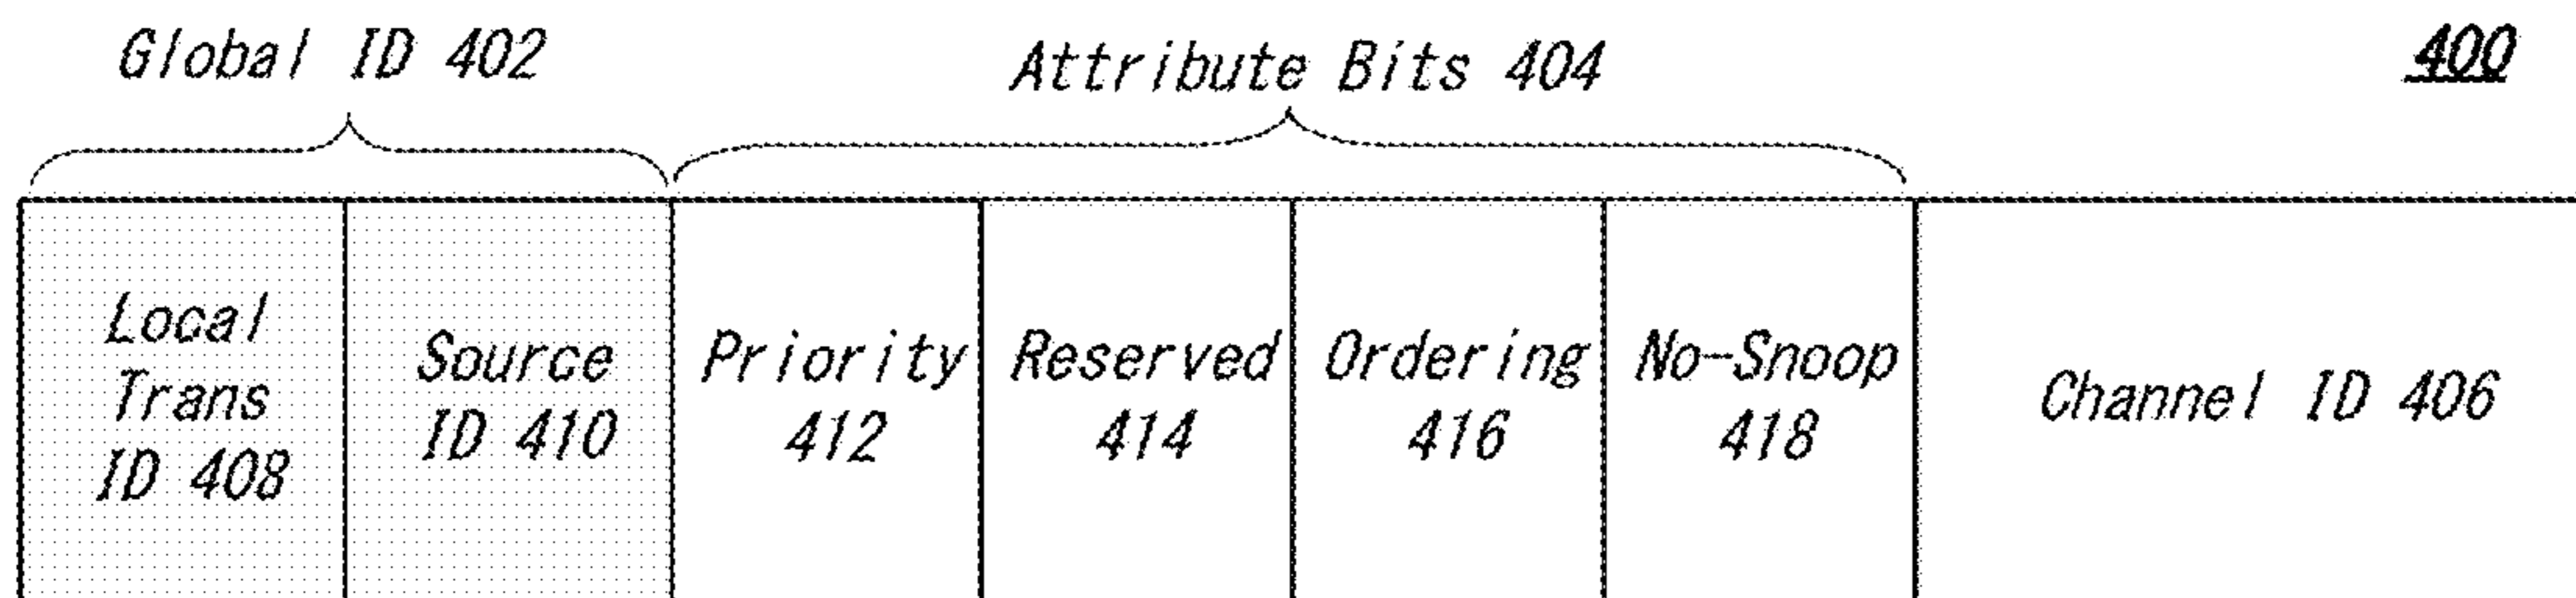 Global ID 402
Attribute Bits 404
400
Local
Trans
ID 408
Source
ID 410
Priority
412
Reserved
414
Ordering
416
No-Snoop
418
Channel ID 406